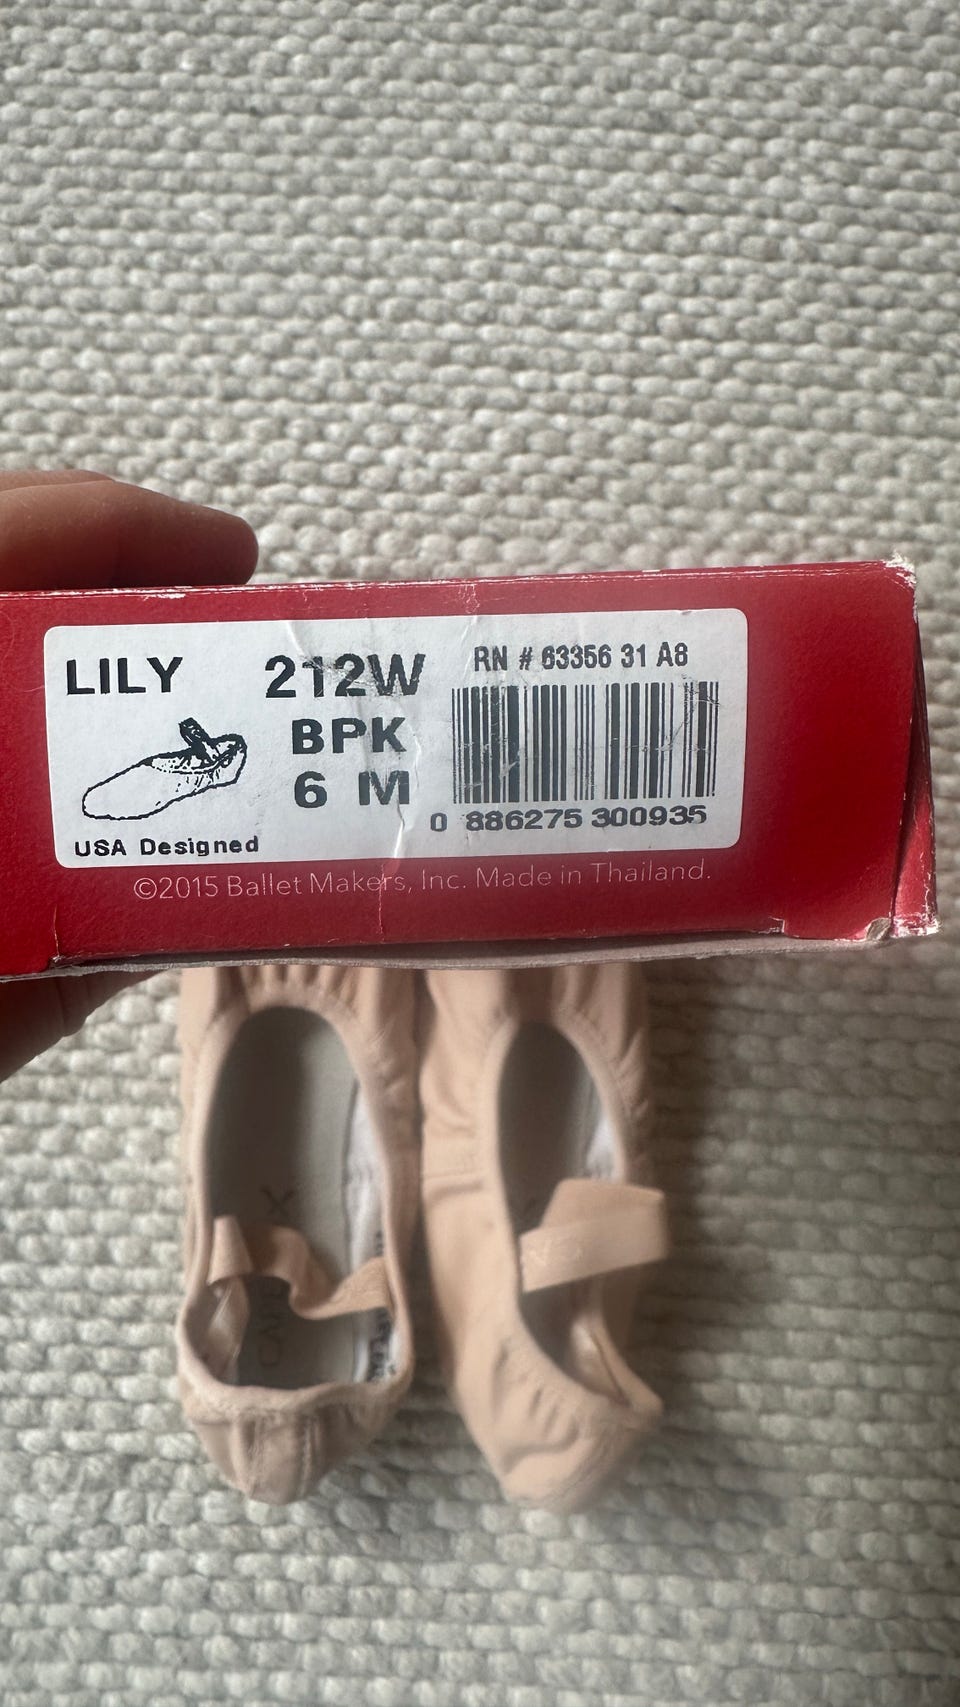 LILY
212W
BPK
6 M
RN # 63356 31 A8
0 886275 300935
USA Designed
©2015 Ballet Makers, Inc. Made in Thailand.